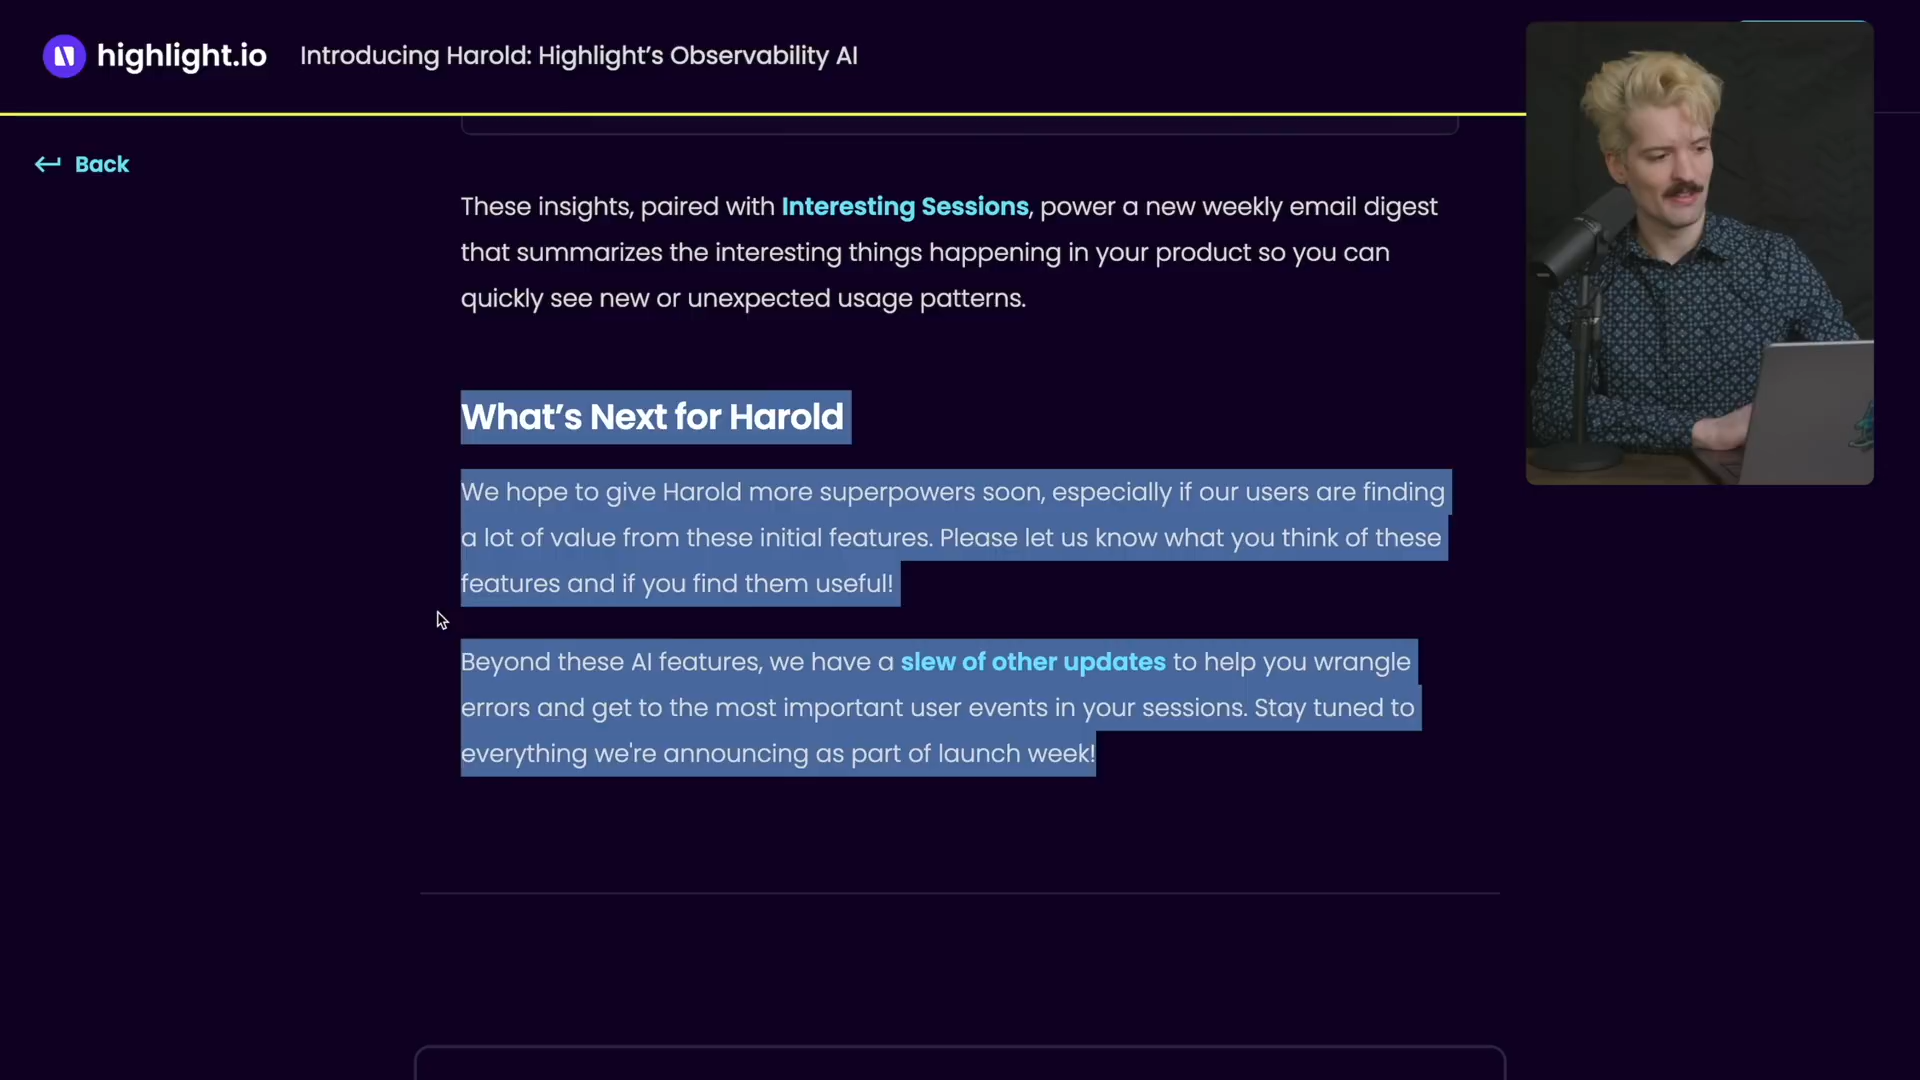 highlight.io
Introducing Harold: Highlight’s Observability AI
Back
These insights, paired with Interesting Sessions, power a new weekly email digest
that summarizes the interesting things happening in your product so you can
quickly see new or unexpected usage patterns.
What’s Next for Harold
We hope to give Harold more superpowers soon, especially if our users are finding
a lot of value from these initial features. Please let us know what you think of these
features and if you find them useful!
Beyond these AI features, we have a slew of other updates to help you wrangle
errors and get to the most important user events in your sessions. Stay tuned to
everything we're announcing as part of launch week!